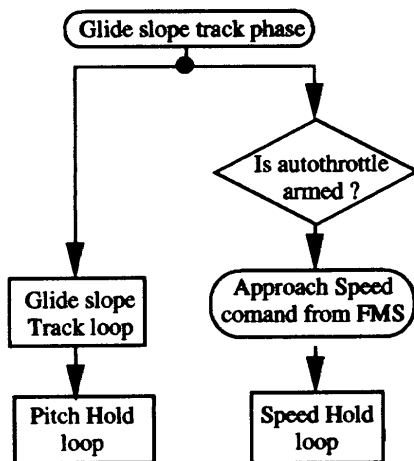 Glide slope track phase
Is autothrottle
armed ?
Glide slope
Track loop
Approach Speed
comand from FMS
Pitch Hold
loop
Speed Hold
loop